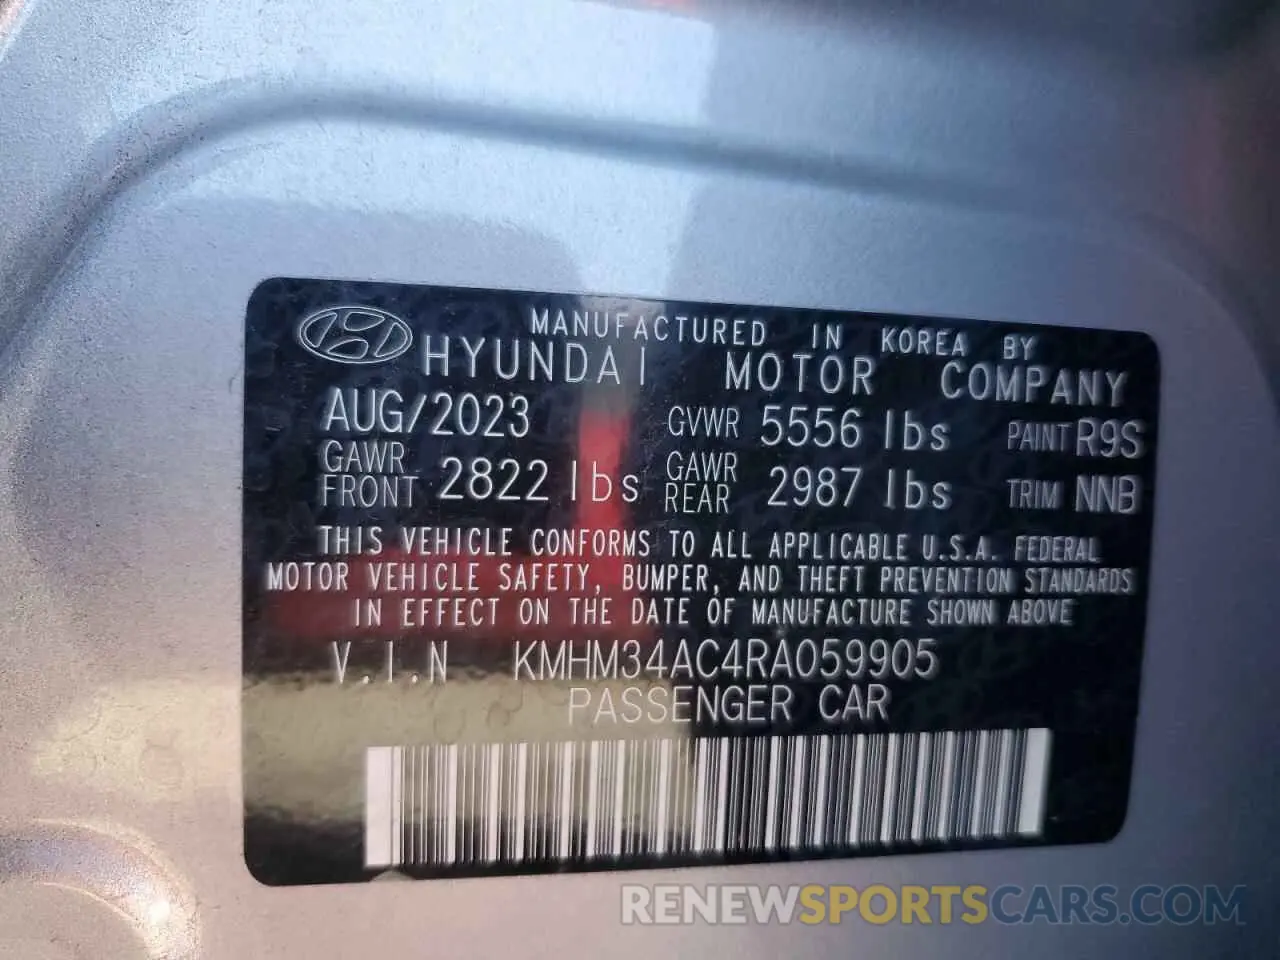 MANUFACTURED IN KOREA BY
HYUNDAI MOTOR COMPANY
AUG/2023 GVWR 5556 lbs PAINT R9S
GAWR FRONT 2822 lbs GAWR REAR 2987 lbs TRIM NNB
THIS VEHICLE CONFORMS TO ALL APPLICABLE U.S.A. FEDERAL
MOTOR VEHICLE SAFETY, BUMPER, AND THEFT PREVENTION STANDARDS
IN EFFECT ON THE DATE OF MANUFACTURE SHOWN ABOVE
V.I.N KMHM34AC4RA059905
PASSENGER CAR
RENEWSPORTSCARS.COM